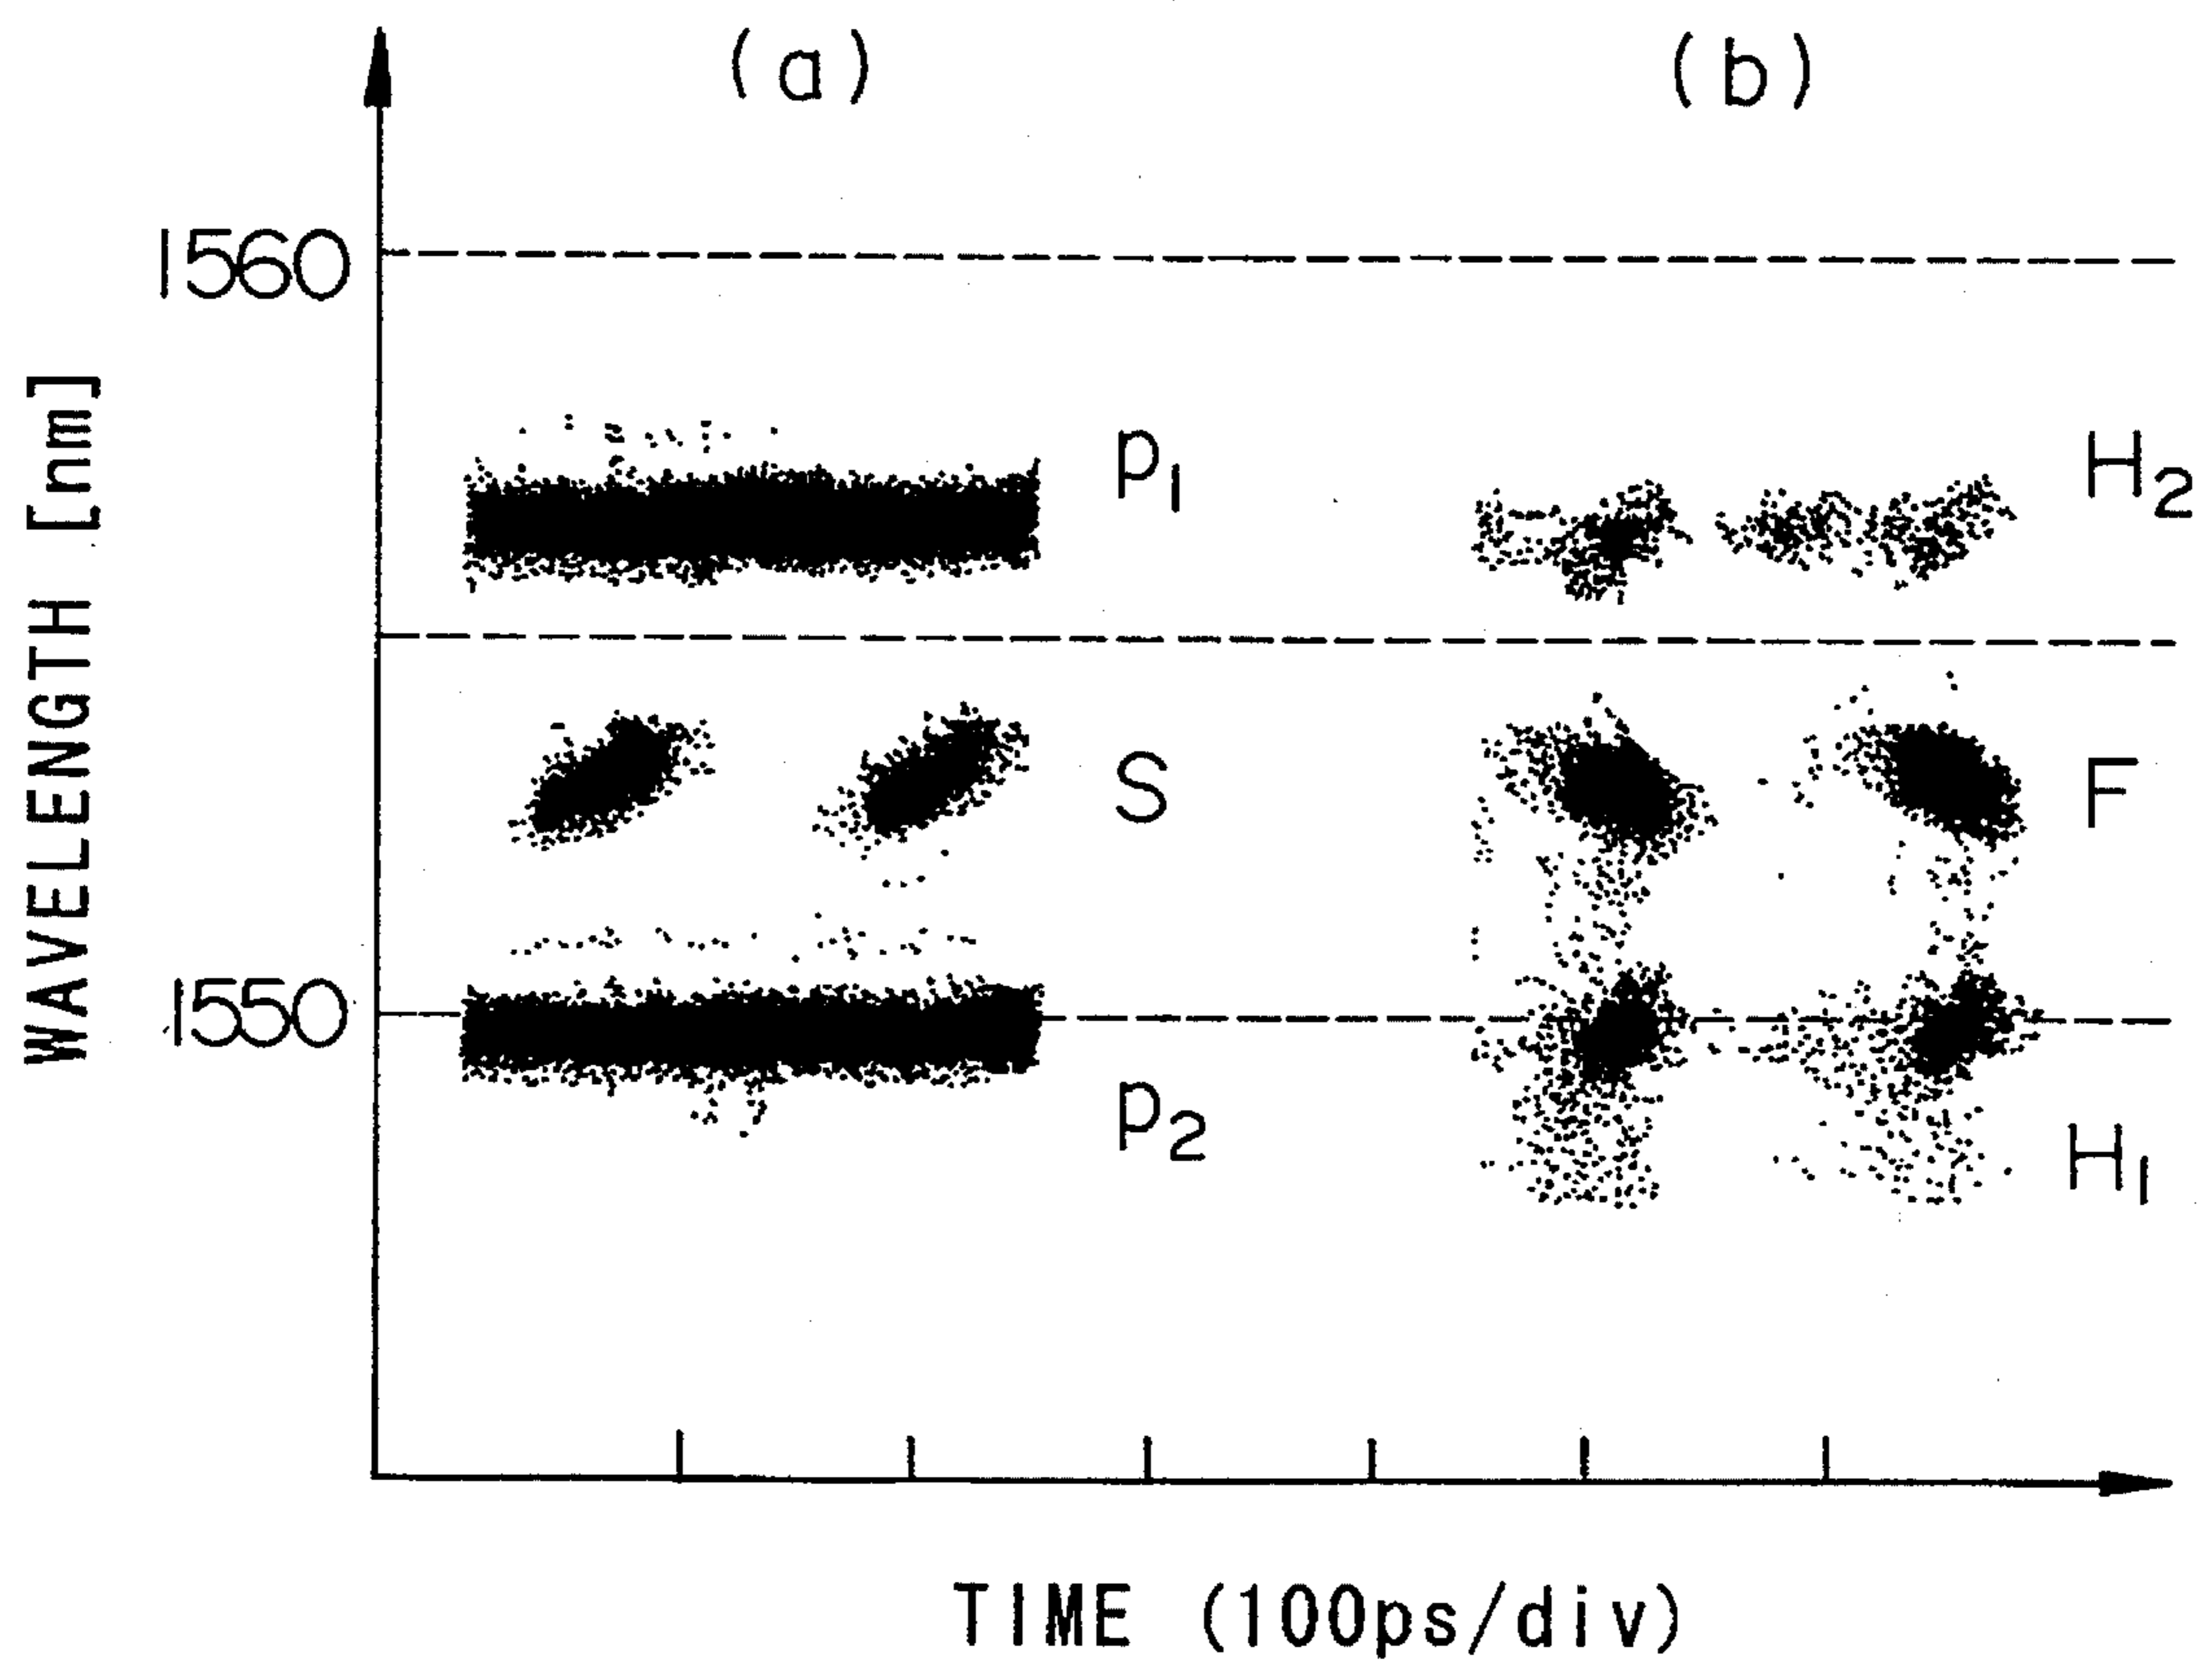 (a) (b)
1560
P1 H2
S F
1550
P2 H1
WAVELENGTH [nm]
TIME (100ps/div)